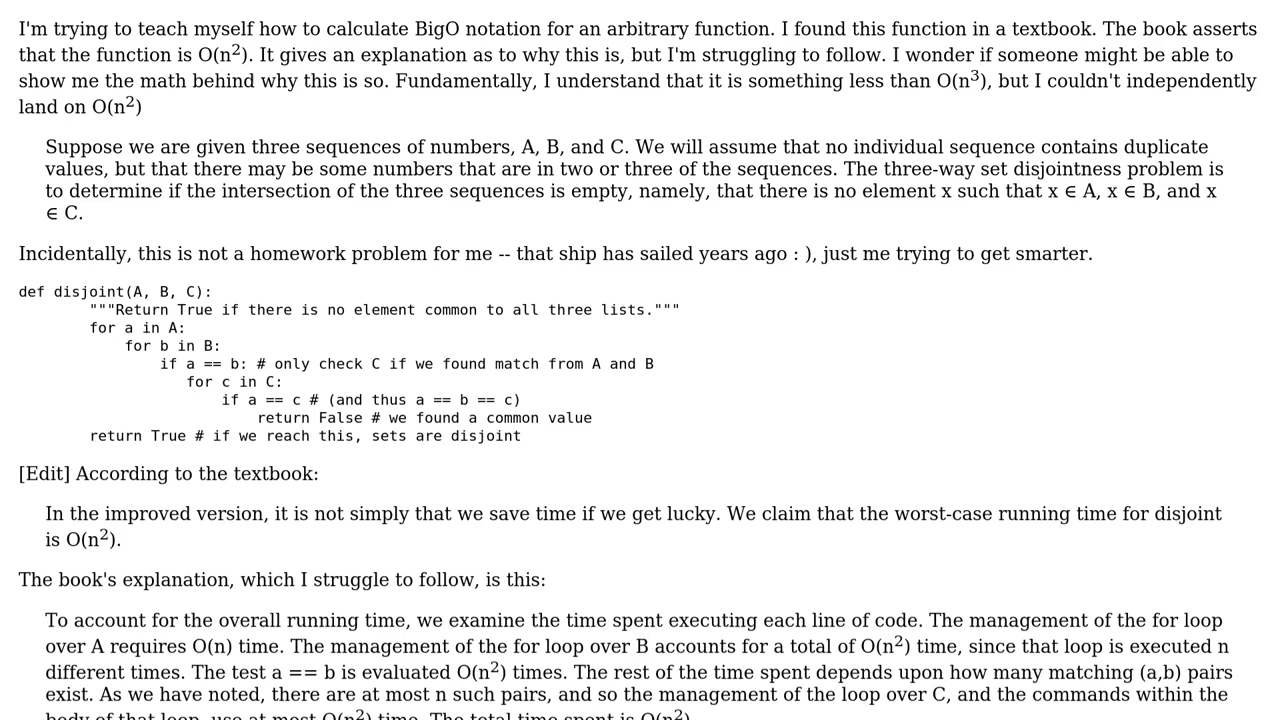 I'm trying to teach myself how to calculate BigO notation for an arbitrary function. I found this function in a textbook. The book asserts
that the function is O(n²). It gives an explanation as to why this is, but I'm struggling to follow. I wonder if someone might be able to
show me the math behind why this is so. Fundamentally, I understand that it is something less than O(n³), but I couldn't independently
land on O(n²)
Suppose we are given three sequences of numbers, A, B, and C. We will assume that no individual sequence contains duplicate
values, but that there may be some numbers that are in two or three of the sequences. The three-way set disjointness problem is
to determine if the intersection of the three sequences is empty, namely, that there is no element x such that x ∈ A, x ∈ B, and x
∈ C.
Incidentally, this is not a homework problem for me -- that ship has sailed years ago : ), just me trying to get smarter.
def disjoint(A, B, C):
        """Return True if there is no element common to all three lists."""
        for a in A:
            for b in B:
                if a == b: # only check C if we found match from A and B
                   for c in C:
                       if a == c # (and thus a == b == c)
                           return False # we found a common value
        return True # if we reach this, sets are disjoint
[Edit] According to the textbook:
In the improved version, it is not simply that we save time if we get lucky. We claim that the worst-case running time for disjoint
is O(n²).
The book's explanation, which I struggle to follow, is this:
To account for the overall running time, we examine the time spent executing each line of code. The management of the for loop
over A requires O(n) time. The management of the for loop over B accounts for a total of O(n²) time, since that loop is executed n
different times. The test a == b is evaluated O(n²) times. The rest of the time spent depends upon how many matching (a,b) pairs
exist. As we have noted, there are at most n such pairs, and so the management of the loop over C, and the commands within the
body of that loop, use at most O(n²) time. The total time spent is O(n²).